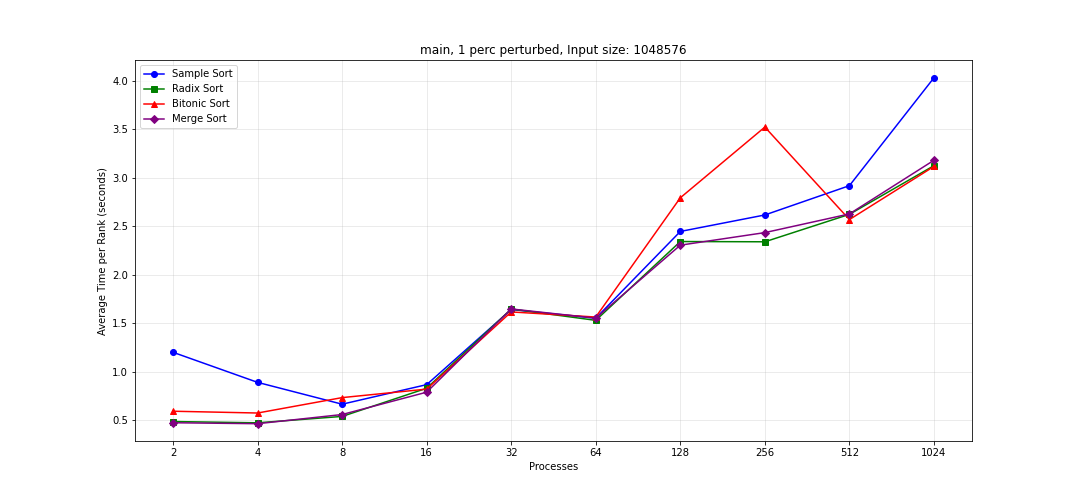 main, 1 perc perturbed, Input size: 1048576
Sample Sort
Radix Sort
Bitonic Sort
Merge Sort
Average Time per Rank (seconds)
4.0
3.5
3.0
2.5
2.0
1.5
1.0
0.5
2 4 8 16 32 64 128 256 512 1024
Processes